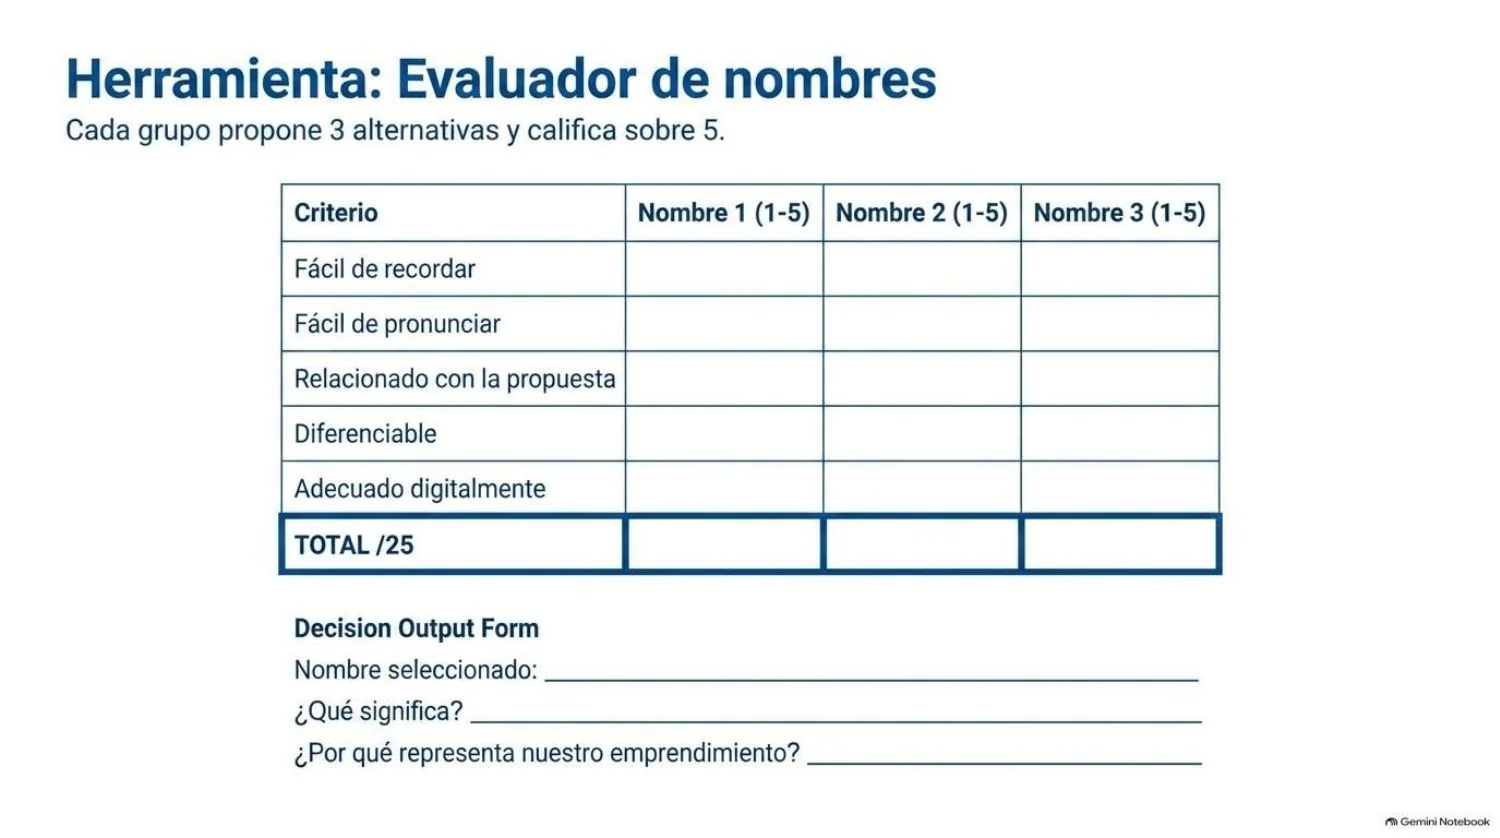 Herramienta: Evaluador de nombres
Cada grupo propone 3 alternativas y califica sobre 5.
Criterio Nombre 1 (1-5) Nombre 2 (1-5) Nombre 3 (1-5)
Fácil de recordar
Fácil de pronunciar
Relacionado con la propuesta
Diferenciable
Adecuado digitalmente
TOTAL /25
Decision Output Form
Nombre seleccionado:
¿Qué significa?
¿Por qué representa nuestro emprendimiento?
Gemini Notebook